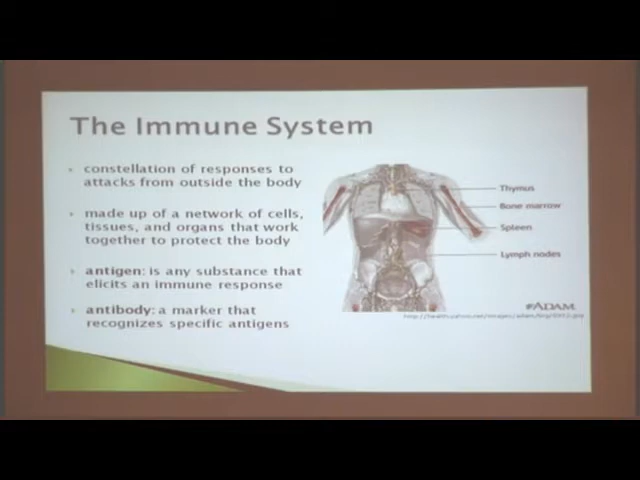 The Immune System
constellation of responses to
attacks from outside the body
made up of a network of cells,
tissues, and organs that work
together to protect the body
antigen: is any substance that
elicits an immune response
antibody: a marker that
recognizes specific antigens
Thymus
Bone marrow
Spleen
Lymph nodes
#ADAM